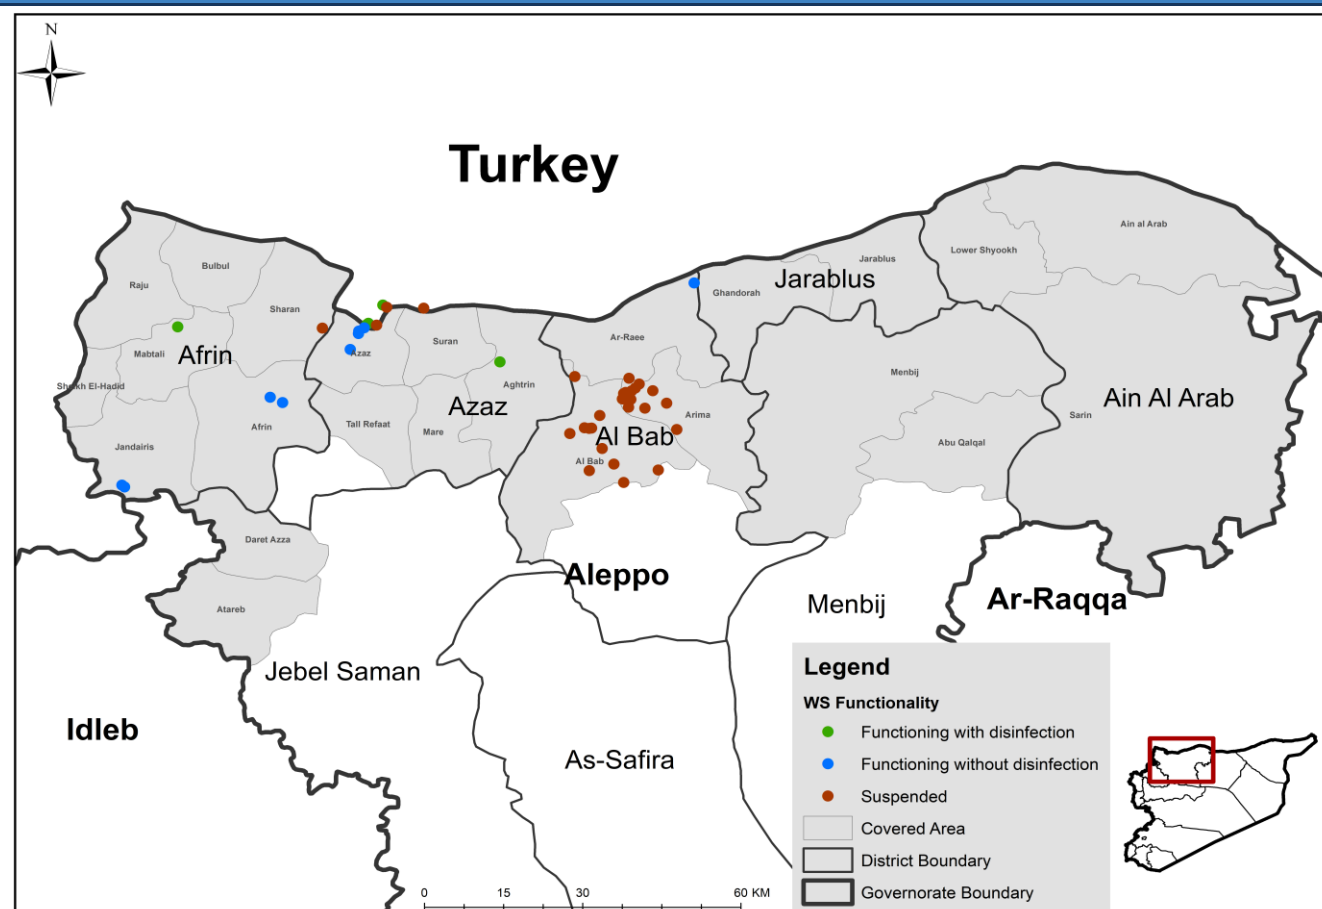 N
Turkey
Ain al Arab
Lower Shyookh
Jarablus
Bulbul
Jarablus
Raju
Ghandorah
Sharan
Ar-Raee
Suran
Mabtali
Afrin
Azaz
Menbij
Sheikh El-Hadid
Aghtrin
Ain Al Arab
Azaz
Arima
Sarin
Afrin
Tall Refaat
Mare
Al Bab
Abu Qalqal
Jandairis
Al Bab
Daret Azza
Aleppo
Ar-Raqqa
Menbij
Atareb
Jebel Saman
Idleb
As-Safira
Legend
WS Functionality
Functioning with disinfection
Functioning without disinfection
Suspended
Covered Area
District Boundary
Governorate Boundary
0 15 30 60 KM